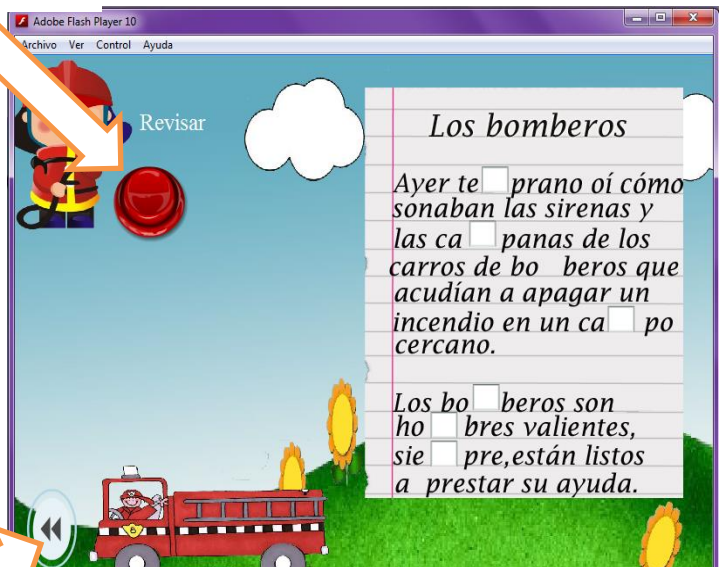 Adobe Flash Player 10
Archivo Ver Control Ayuda
Revisar
Los bomberos
Ayer te prano oí cómo
sonaban las sirenas y
las ca panas de los
carros de bo beros que
acudían a apagar un
incendio en un ca po
cercano.
Los bo beros son
ho bres valientes,
sie pre,están listos
a prestar su ayuda.